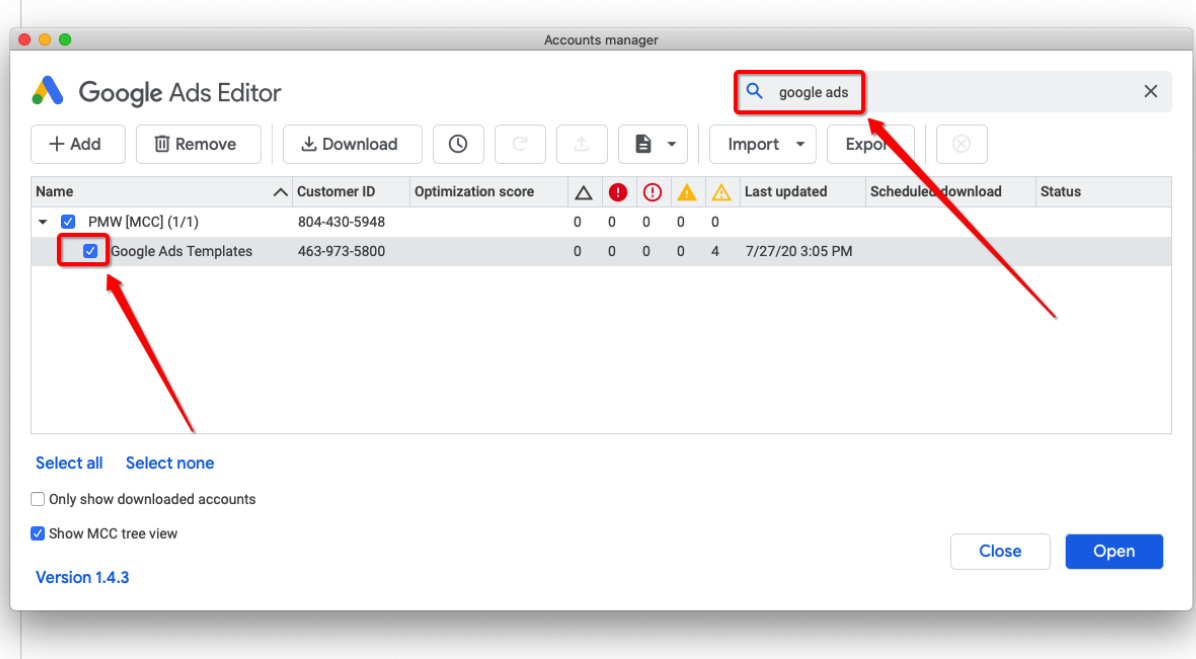 Accounts manager
Google Ads Editor
google ads
Add Remove Download Import Export
Name Customer ID Optimization score Last updated Scheduled download Status
PMW [MCC] (1/1) 804-430-5948 0 0 0 0 0
Google Ads Templates 463-973-5800 0 0 0 0 4 7/27/20 3:05 PM
Select all Select none
Only show downloaded accounts
Show MCC tree view
Close Open
Version 1.4.3